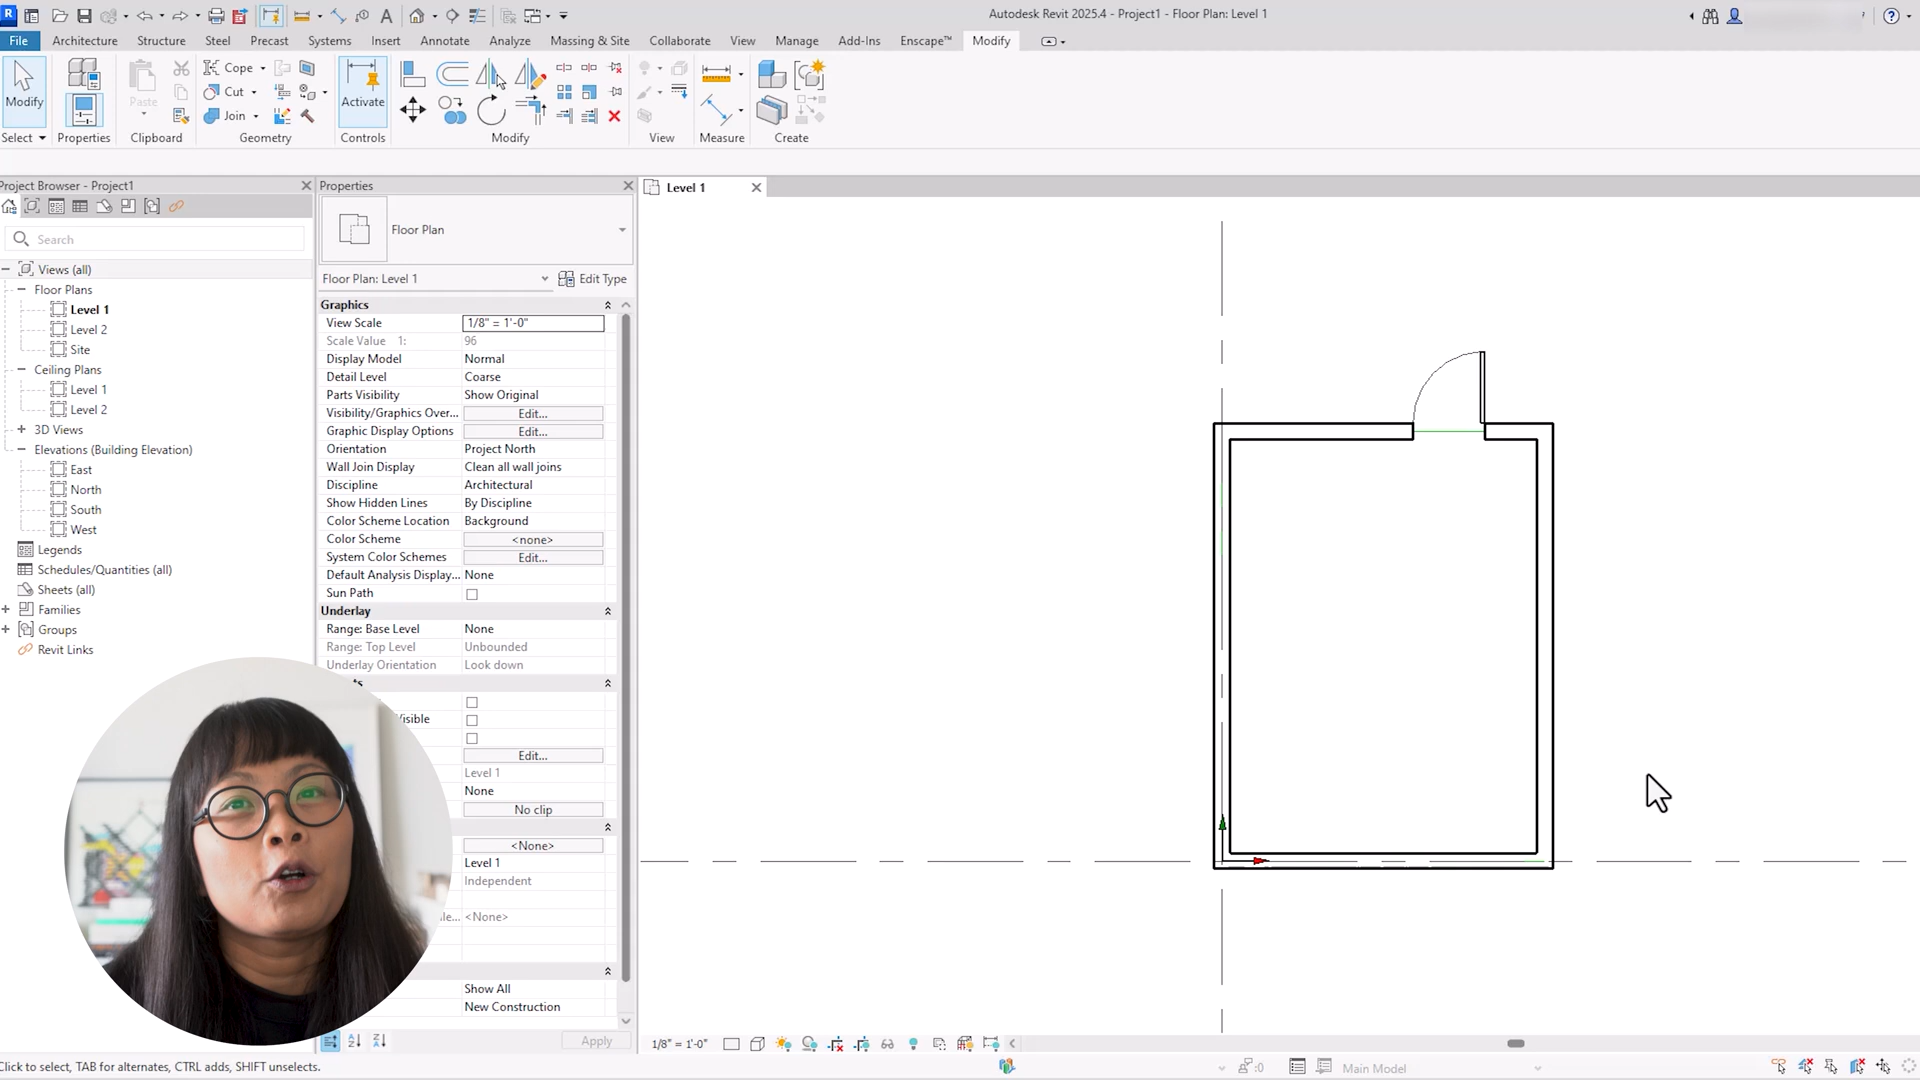 Autodesk Revit 2025.4 - Project1 - Floor Plan: Level 1
File Architecture Structure Steel Precast Systems Insert Annotate Analyze Massing & Site Collaborate View Manage Add-Ins Enscape™ Modify
Modify
Paste
Cope
Cut
Join
Activate
Select Properties Clipboard Geometry Controls Modify View Measure Create
Project Browser - Project1
Properties
Level 1
Search
Floor Plan
Floor Plan: Level 1
Edit Type
Views (all)
Floor Plans
Level 1
Level 2
Site
Ceiling Plans
Level 1
Level 2
3D Views
Elevations (Building Elevation)
East
North
South
West
Legends
Schedules/Quantities (all)
Sheets (all)
Families
Groups
Revit Links
Graphics
View Scale 1/8" = 1'-0"
Scale Value 1: 96
Display Model Normal
Detail Level Coarse
Parts Visibility Show Original
Visibility/Graphics Over... Edit...
Graphic Display Options Edit...
Orientation Project North
Wall Join Display Clean all wall joins
Discipline Architectural
Show Hidden Lines By Discipline
Color Scheme Location Background
Color Scheme <none>
System Color Schemes Edit...
Default Analysis Display... None
Sun Path
Underlay
Range: Base Level None
Range: Top Level Unbounded
Underlay Orientation Look down
Edit...
Level 1
None
No clip
<None>
Level 1
Independent
<None>
Show All
New Construction
Apply
1/8" = 1'-0"
Click to select, TAB for alternates, CTRL adds, SHIFT unselects.
:0
Main Model